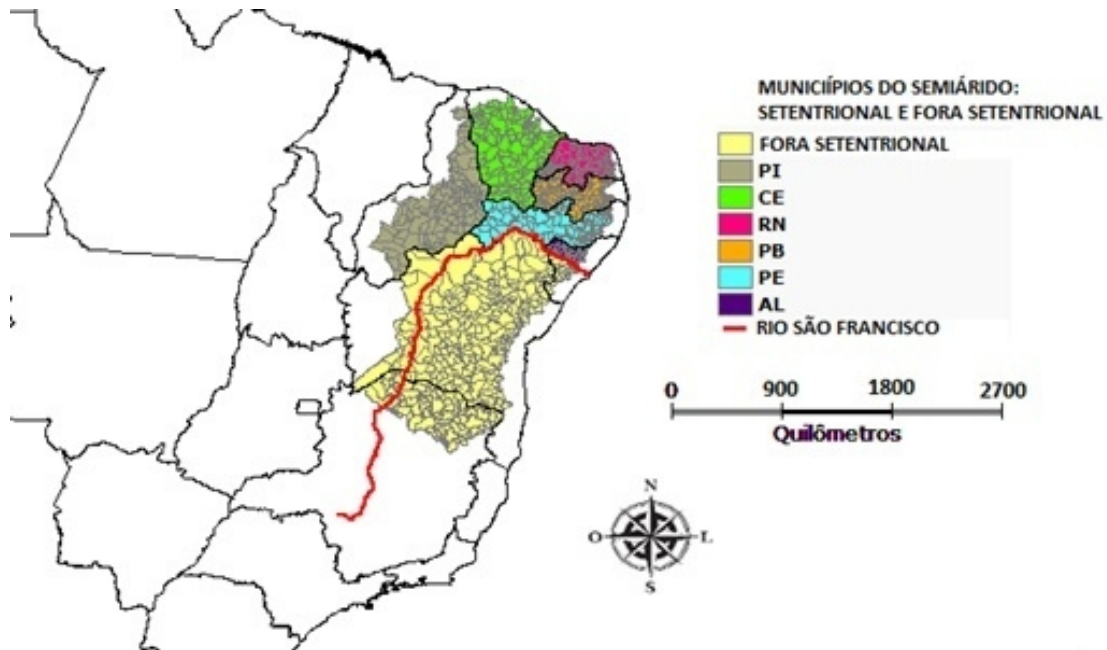 MUNICIÍPIOS DO SEMIÁRIDO:
SETENTRIONAL E FORA SETENTRIONAL
FORA SETENTRIONAL
PI
CE
RN
PB
PE
AL
RIO SÃO FRANCISCO
0 900 1800 2700
Quilômetros
N
O L
S